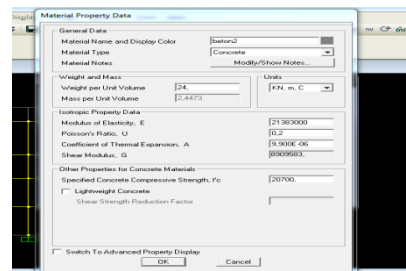 Display
Material Property Data
General Data
Material Name and Display Color beton2
Material Type Concrete
Material Notes Modify/Show Notes...
Weight and Mass Units
Weight per Unit Volume 24, KN, m, C
Mass per Unit Volume 2,4473
Isotropic Property Data
Modulus of Elasticity, E 21383000
Poisson's Ratio, U 0,2
Coefficient of Thermal Expansion, A 9,900E-06
Shear Modulus, G 8909583,
Other Properties for Concrete Materials
Specified Concrete Compressive Strength, f'c 20700,
Lightweight Concrete
Shear Strength Reduction Factor
Switch To Advanced Property Display
OK Cancel